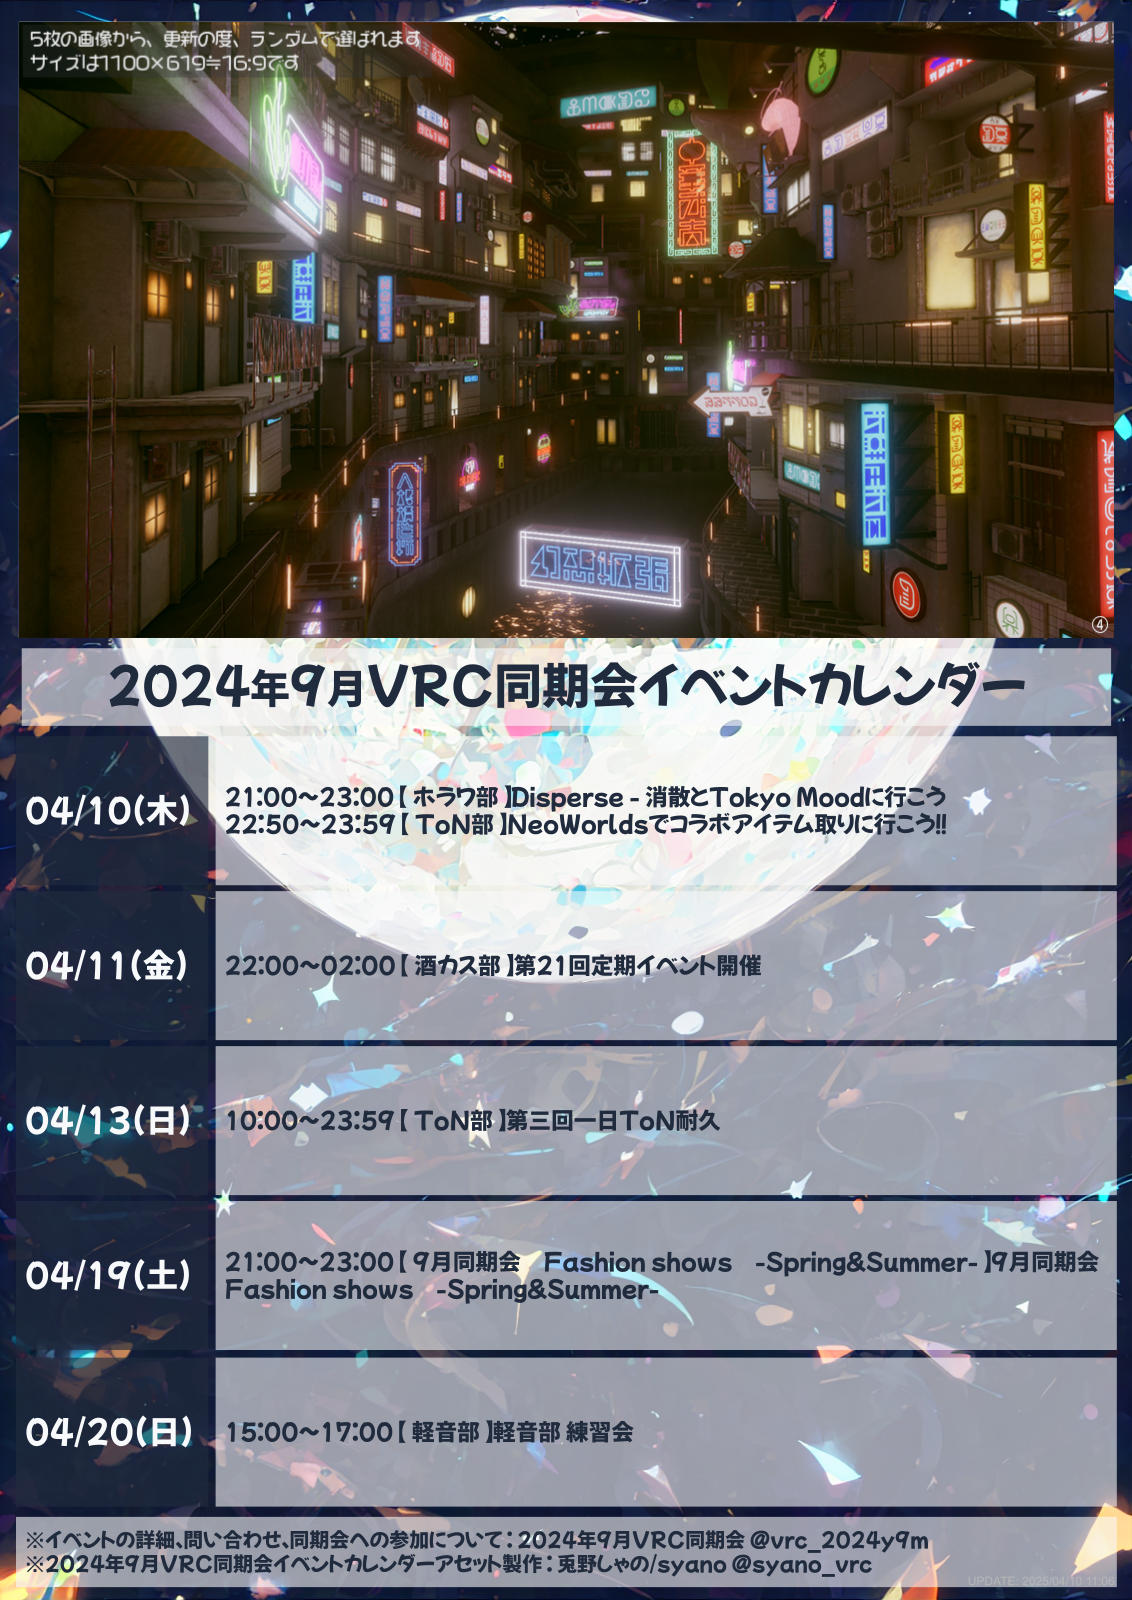 5枚の画像から、更新の度、ランダムで選ばれます
サイズは1100×619≒16:9です
COFFEE
幻想拡張
④
2024年9月VRC同期会イベントカレンダー
04/10(木)
21:00～23:00【 ホラワ部 】Disperse - 消散とTokyo Moodに行こう
22:50～23:59【 ToN部 】NeoWorldsでコラボアイテム取りに行こう!!
04/11(金)
22:00～02:00【 酒カス部 】第21回定期イベント開催
04/13(日)
10:00～23:59【 ToN部 】第三回一日ToN耐久
04/19(土)
21:00～23:00【 9月同期会　Fashion shows　-Spring&Summer- 】9月同期会
Fashion shows　-Spring&Summer-
04/20(日)
15:00～17:00【 軽音部 】軽音部 練習会
※イベントの詳細、問い合わせ、同期会への参加について：2024年9月VRC同期会 @vrc_2024y9m
※2024年9月VRC同期会イベントカレンダーアセット製作：兎野しゃの/syano @syano_vrc
UPDATE: 2025/04/10 11:06